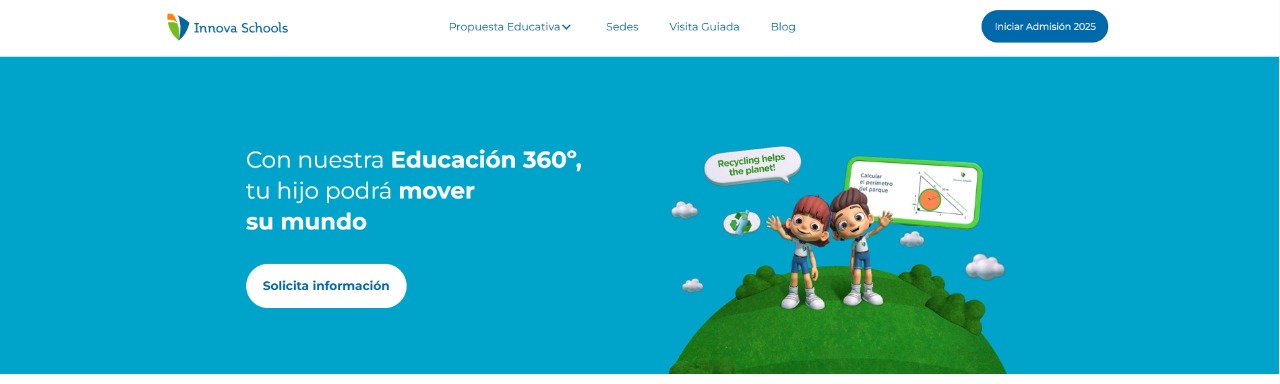 Innova Schools
Propuesta Educativa
Sedes
Visita Guiada
Blog
Iniciar Admisión 2025
Con nuestra Educación 360º,
tu hijo podrá mover
su mundo
Solicita información
Recycling helps
the planet!
Calcular
el perímetro
del parque